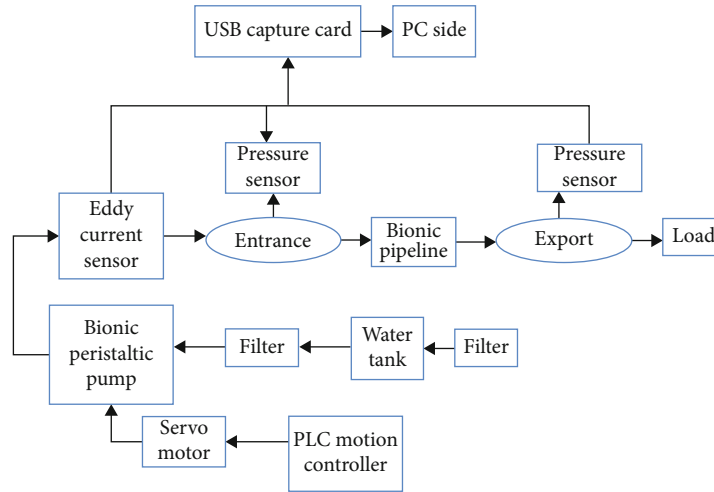 USB capture card
PC side
Pressure
sensor
Pressure
sensor
Eddy
current
sensor
Entrance
Bionic
pipeline
Export
Load
Bionic
peristaltic
pump
Filter
Water
tank
Filter
Servo
motor
PLC motion
controller